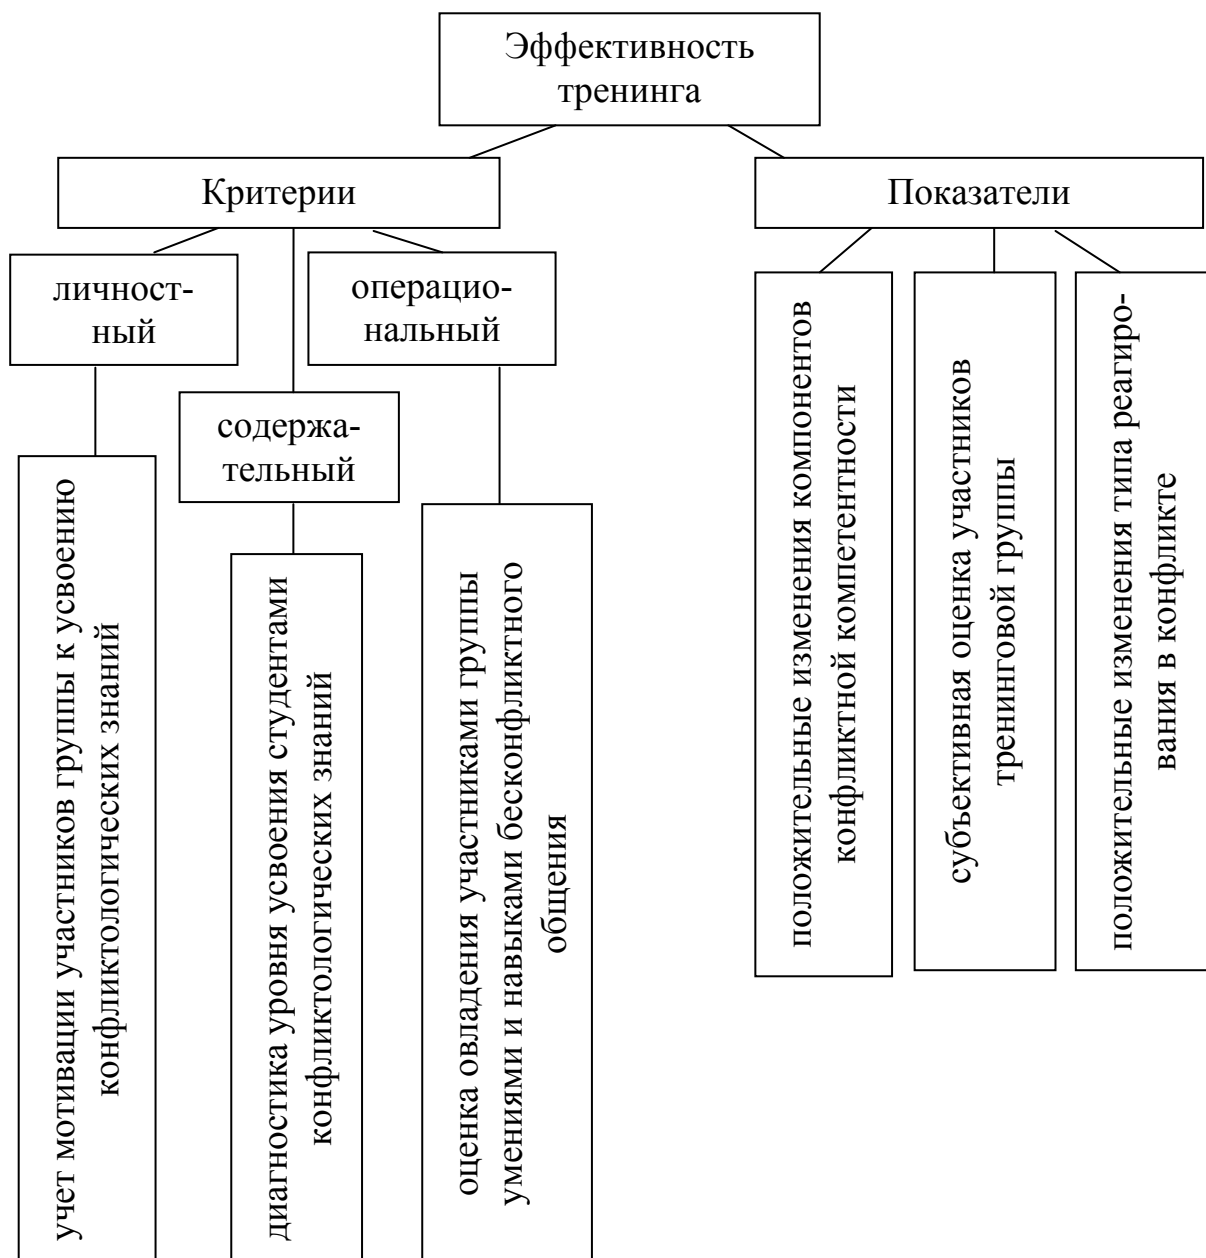 Эффективность
тренинга
Критерии
Показатели
личност-
ный
операцио-
нальный
содержа-
тельный
учет мотивации участников группы к усвоению
конфликтологических знаний
диагностика уровня усвоения студентами
конфликтологических знаний
оценка овладения участниками группы
умениями и навыками бесконфликтного
общения
положительные изменения компонентов
конфликтной компетентности
субъективная оценка участников
тренинговой группы
положительные изменения типа реагиро-
вания в конфликте